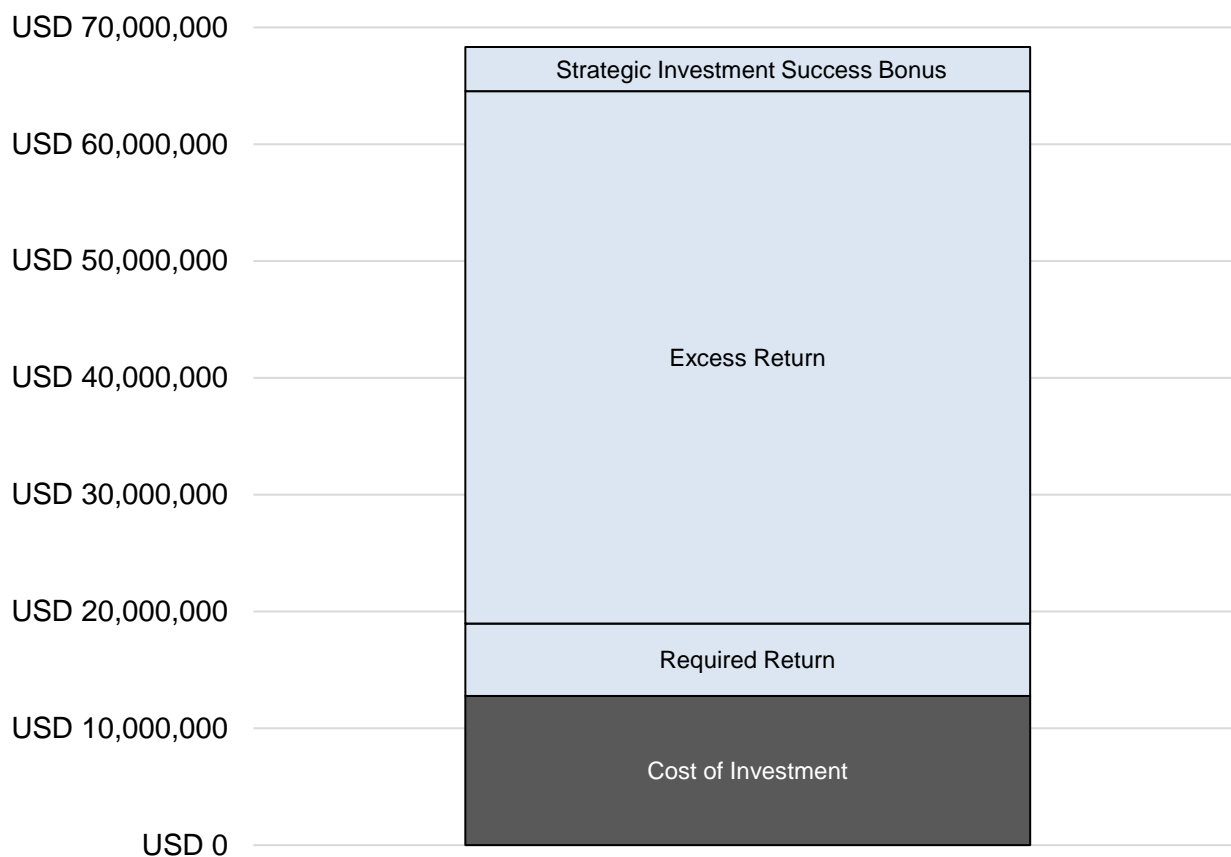 USD 70,000,000
Strategic Investment Success Bonus
USD 60,000,000
USD 50,000,000
Excess Return
USD 40,000,000
USD 30,000,000
USD 20,000,000
Required Return
USD 10,000,000
Cost of Investment
USD 0